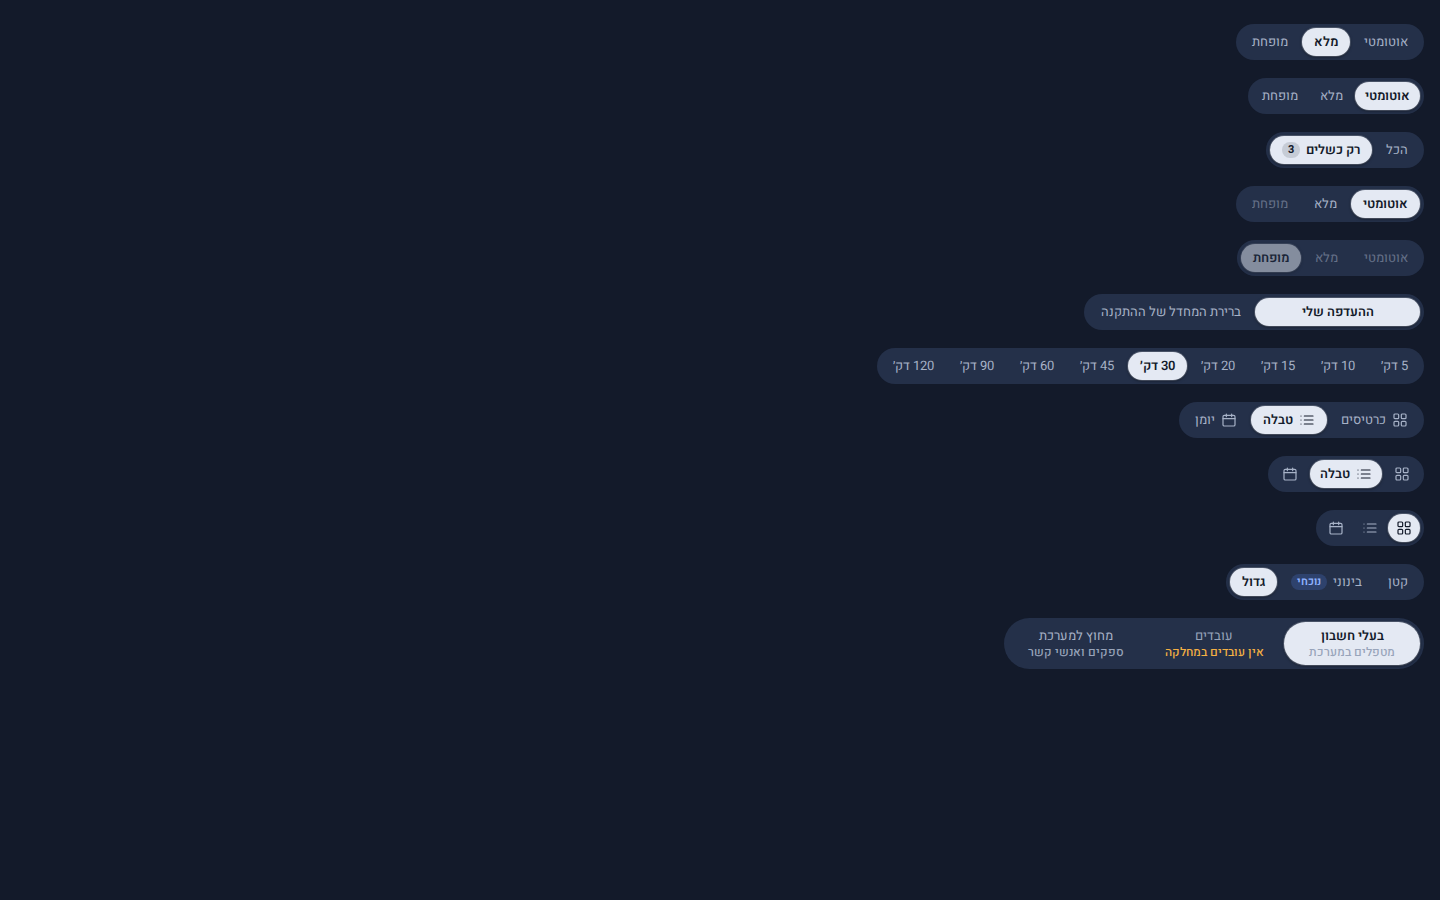 אוטומטי מלא מופחת
אוטומטי מלא מופחת
הכל רק כשלים 3
אוטומטי מלא מופחת
אוטומטי מלא מופחת
ההעדפה שלי ברירת המחדל של ההתקנה
5 דק׳ 10 דק׳ 15 דק׳ 20 דק׳ 30 דק׳ 45 דק׳ 60 דק׳ 90 דק׳ 120 דק׳
כרטיסים טבלה יומן
טבלה
קטן בינוני נוכחי גדול
בעלי חשבון עובדים מחוץ למערכת
מטפלים במערכת אין עובדים במחלקה ספקים ואנשי קשר